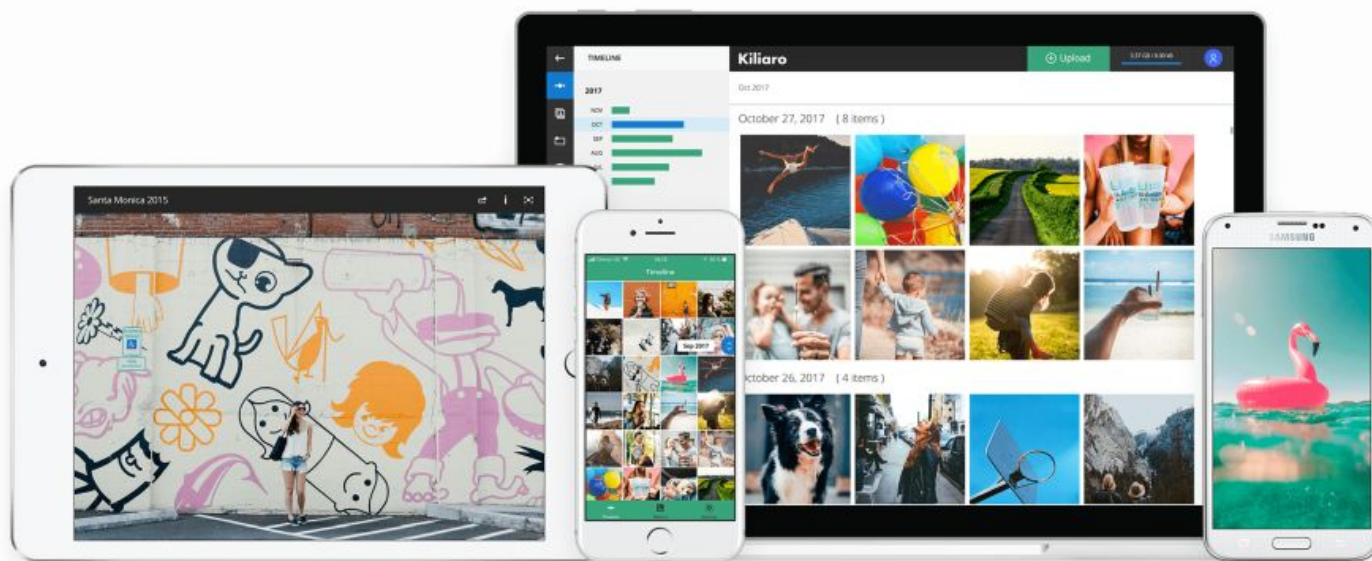 TIMELINE
Kiliaro
Upload
2017
Oct 2017
NOV
OCT
SEP
AUG
October 27, 2017 ( 8 items )
October 26, 2017 ( 4 items )
Santa Monica 2015
Timeline
Sep 2017
SAMSUNG